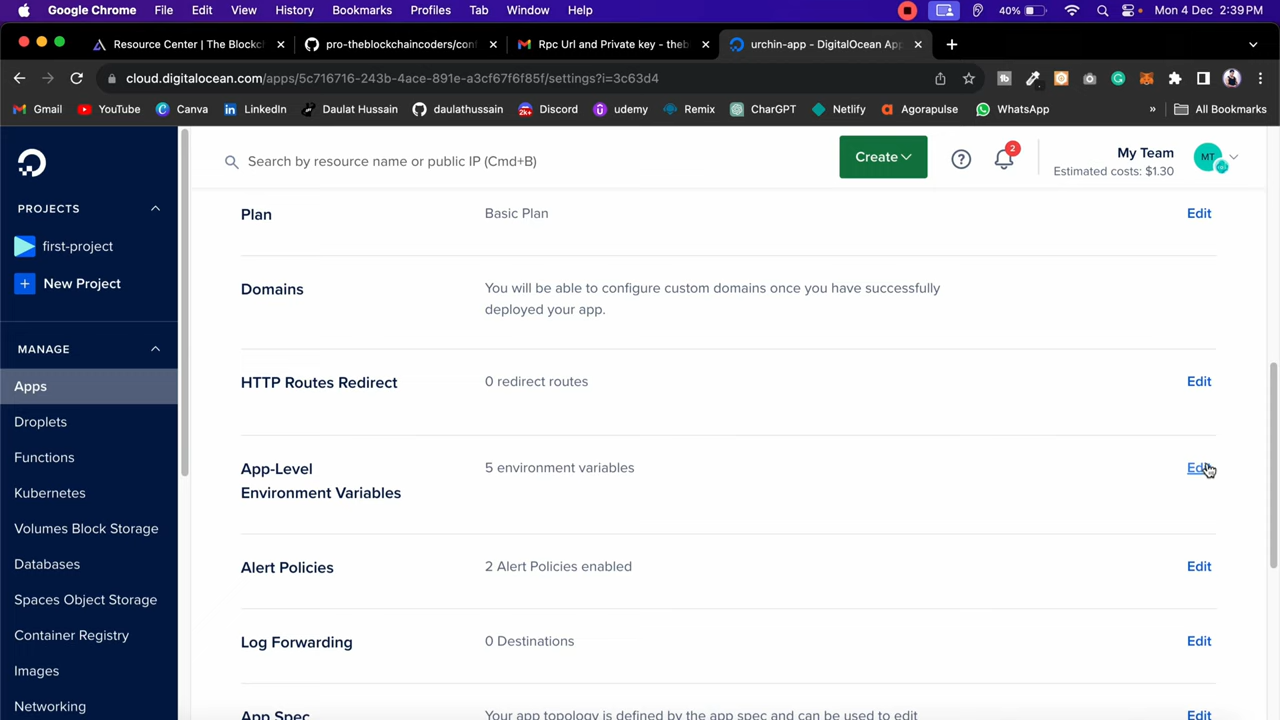 Google Chrome File Edit View History Bookmarks Profiles Tab Window Help 40% Mon 4 Dec 2:39 PM
Resource Center | The Blockch
pro-theblockchaincoders/cont
Rpc Url and Private key - theb
urchin-app - DigitalOcean App
cloud.digitalocean.com/apps/5c716716-243b-4ace-891e-a3cf67f6f85f/settings?i=3c63d4
Gmail YouTube Canva LinkedIn Daulat Hussain daulathussain Discord udemy Remix CharGPT Netlify Agorapulse WhatsApp » All Bookmarks
Search by resource name or public IP (Cmd+B)
Create
2
My Team
Estimated costs: $1.30
MT
PROJECTS
first-project
New Project
MANAGE
Apps
Droplets
Functions
Kubernetes
Volumes Block Storage
Databases
Spaces Object Storage
Container Registry
Images
Networking
Plan Basic Plan Edit
Domains You will be able to configure custom domains once you have successfully
deployed your app.
HTTP Routes Redirect 0 redirect routes Edit
App-Level 5 environment variables Edit
Environment Variables
Alert Policies 2 Alert Policies enabled Edit
Log Forwarding 0 Destinations Edit
App Spec Your app topology is defined by the app spec and can be used to edit Edit